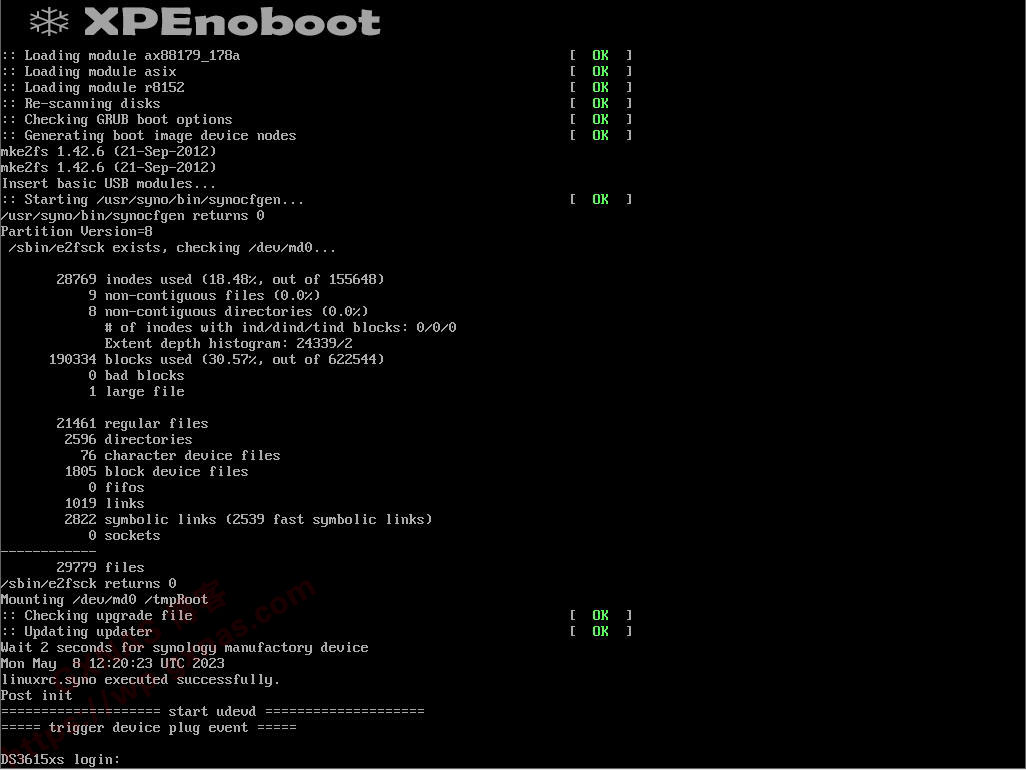 XPEnoboot
:: Loading module ax88179_178a [ OK ]
:: Loading module asix [ OK ]
:: Loading module r8152 [ OK ]
:: Re-scanning disks [ OK ]
:: Checking GRUB boot options [ OK ]
:: Generating boot image device nodes [ OK ]
mke2fs 1.42.6 (21-Sep-2012)
mke2fs 1.42.6 (21-Sep-2012)
Insert basic USB modules...
:: Starting /usr/syno/bin/synocfgen... [ OK ]
/usr/syno/bin/synocfgen returns 0
Partition Version=8
/sbin/e2fsck exists, checking /dev/md0...
28769 inodes used (18.48%, out of 155648)
9 non-contiguous files (0.0%)
8 non-contiguous directories (0.0%)
# of inodes with ind/dind/tind blocks: 0/0/0
Extent depth histogram: 24339/2
190334 blocks used (30.57%, out of 622544)
0 bad blocks
1 large file
21461 regular files
2596 directories
76 character device files
1805 block device files
0 fifos
1019 links
2822 symbolic links (2539 fast symbolic links)
0 sockets
------------
29779 files
/sbin/e2fsck returns 0
Mounting /dev/md0 /tmpRoot
:: Checking upgrade file [ OK ]
:: Updating updater [ OK ]
Wait 2 seconds for synology manufactory device
Mon May  8 12:20:23 UTC 2023
linuxrc.syno executed successfully.
Post init
==================== start udevd ====================
===== trigger device plug event =====
DS3615xs login: